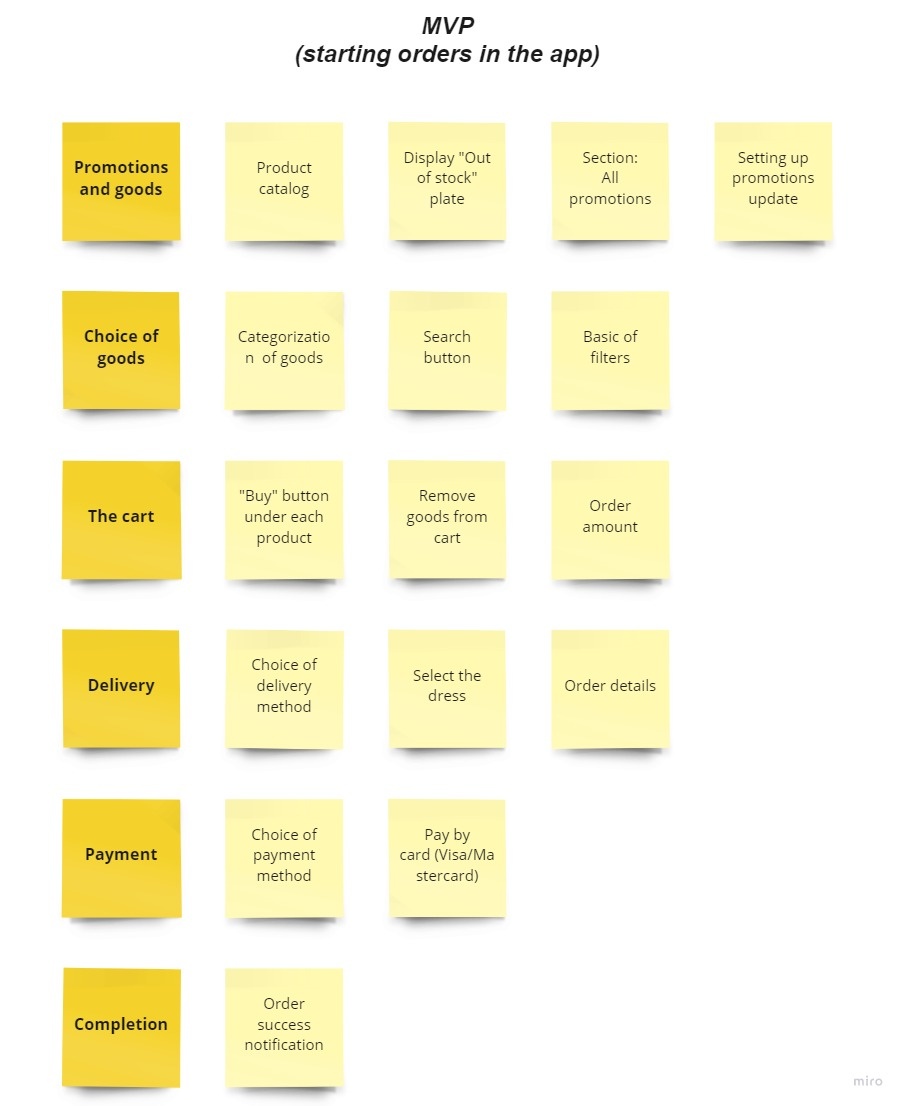 MVP
(starting orders in the app)
Promotions
and goods
Product
catalog
Display "Out
of stock"
plate
Section:
All
promotions
Setting up
promotions
update
Choice of
goods
Categorizatio
n of goods
Search
button
Basic of
filters
The cart
"Buy" button
under each
product
Remove
goods from
cart
Order
amount
Delivery
Choice of
delivery
method
Select the
dress
Order details
Payment
Choice of
payment
method
Pay by
card (Visa/Ma
stercard)
Completion
Order
success
notification
miro